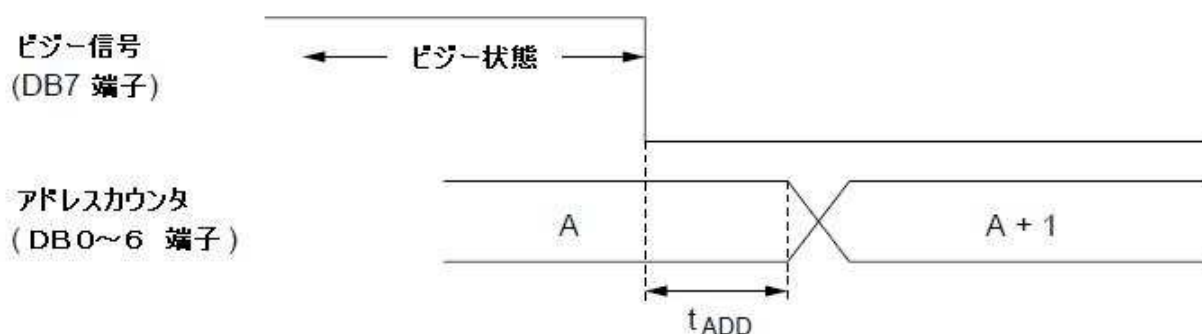 ビジー信号
(DB7 端子)
ビジー状態
アドレスカウンタ
( DB0～6 端子 )
A
A + 1
t ADD